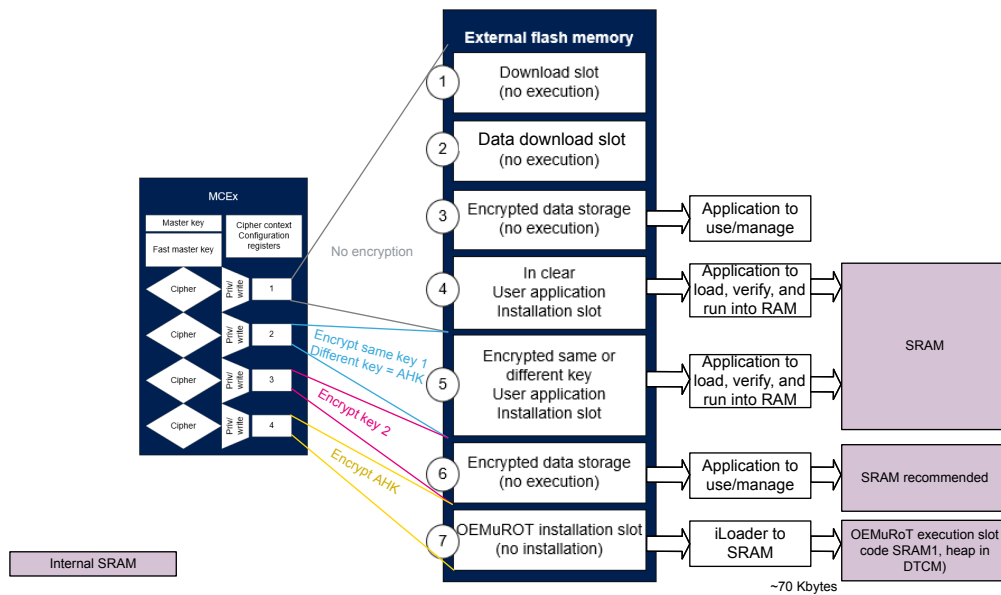 External flash memory
1
Download slot
(no execution)
2
Data download slot
(no execution)
3
Encrypted data storage
(no execution)
Application to
use/manage
4
In clear
User application
Installation slot
Application to
load, verify, and
run into RAM
5
Encrypted same or
different key
User application
Installation slot
Application to
load, verify, and
run into RAM
SRAM
6
Encrypted data storage
(no execution)
Application to
use/manage
SRAM recommended
7
OEMuROT installation slot
(no installation)
iLoader to
SRAM
OEMuRoT execution slot
code SRAM1, heap in
DTCM)
~70 Kbytes
MCEx
Master key
Fast master key
Cipher context
Configuration
registers
Cipher
Priv/
write
1
Cipher
Priv/
write
2
Cipher
Priv/
write
3
Cipher
Priv/
write
4
No encryption
Encrypt same key 1
Different key = AHK
Encrypt key 2
Encrypt AHK
Internal SRAM